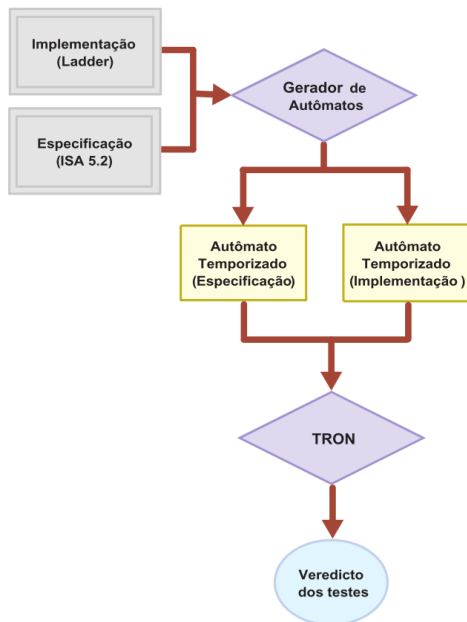 Implementação
(Ladder)
Especificação
(ISA 5.2)
Gerador de
Autômatos
Autômato
Temporizado
(Especificação)
Autômato
Temporizado
(Implementação )
TRON
Veredicto
dos testes